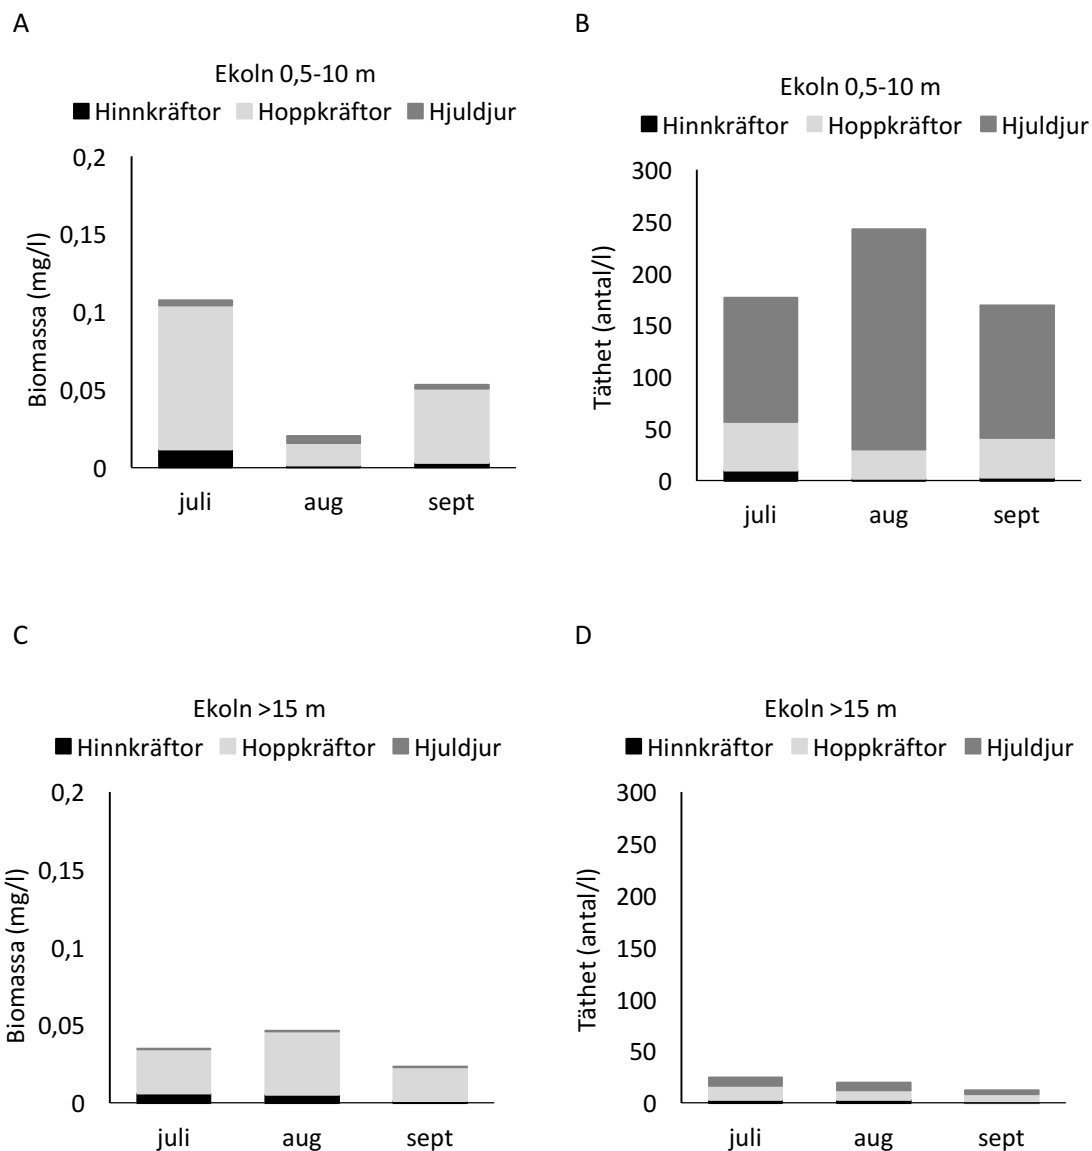 A
Ekoln 0,5-10 m
Hinnkräftor Hoppkräftor Hjuldjur
Biomassa (mg/l)
0,2
0,15
0,1
0,05
0
juli aug sept
B
Ekoln 0,5-10 m
Hinnkräftor Hoppkräftor Hjuldjur
Täthet (antal/l)
300
250
200
150
100
50
0
juli aug sept
C
Ekoln >15 m
Hinnkräftor Hoppkräftor Hjuldjur
Biomassa (mg/l)
0,2
0,15
0,1
0,05
0
juli aug sept
D
Ekoln >15 m
Hinnkräftor Hoppkräftor Hjuldjur
Täthet (antal/l)
300
250
200
150
100
50
0
juli aug sept